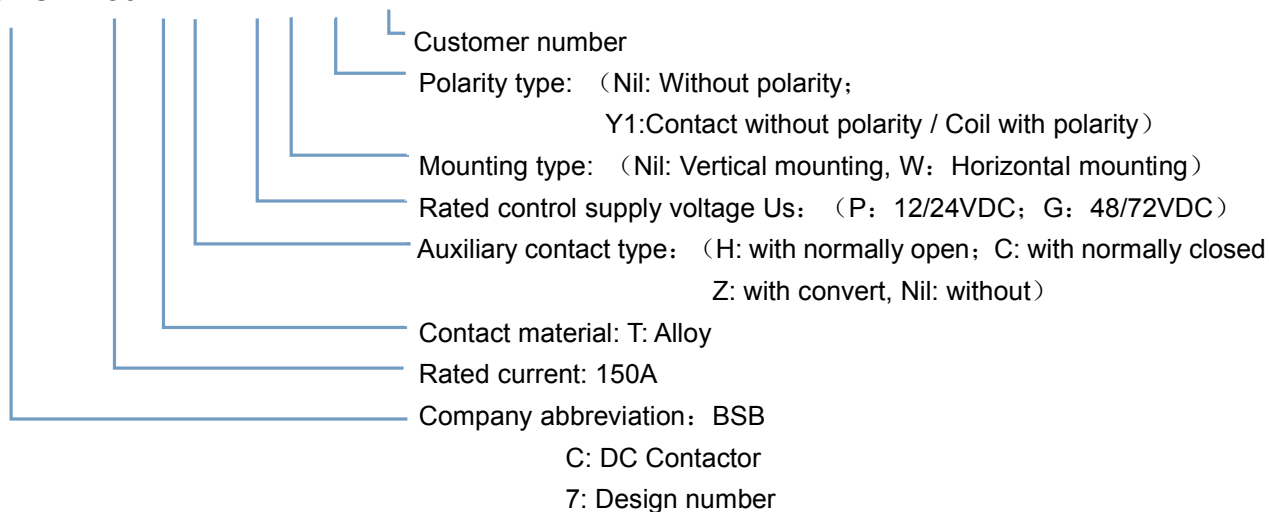 Customer number
Polarity type: （Nil: Without polarity；
Y1:Contact without polarity / Coil with polarity）
Mounting type: （Nil: Vertical mounting, W：Horizontal mounting）
Rated control supply voltage Us：（P：12/24VDC；G：48/72VDC）
Auxiliary contact type：（H: with normally open；C: with normally closed
Z: with convert, Nil: without）
Contact material: T: Alloy
Rated current: 150A
Company abbreviation：BSB
C: DC Contactor
7: Design number